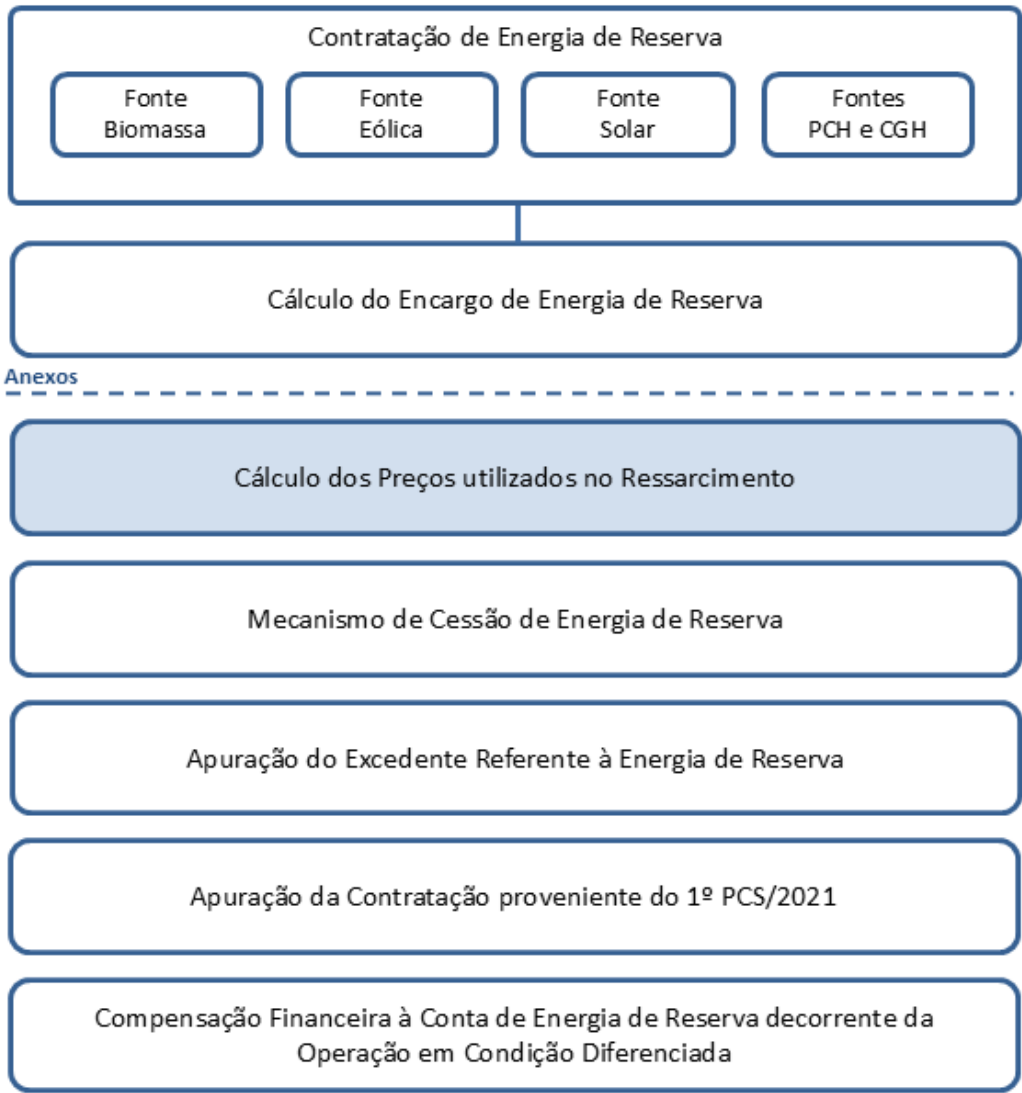 Contratação de Energia de Reserva
Fonte
Biomassa
Fonte
Eólica
Fonte
Solar
Fontes
PCH e CGH
Cálculo do Encargo de Energia de Reserva
Anexos
Cálculo dos Preços utilizados no Ressarcimento
Mecanismo de Cessão de Energia de Reserva
Apuração do Excedente Referente à Energia de Reserva
Apuração da Contratação proveniente do 1º PCS/2021
Compensação Financeira à Conta de Energia de Reserva decorrente da
Operação em Condição Diferenciada